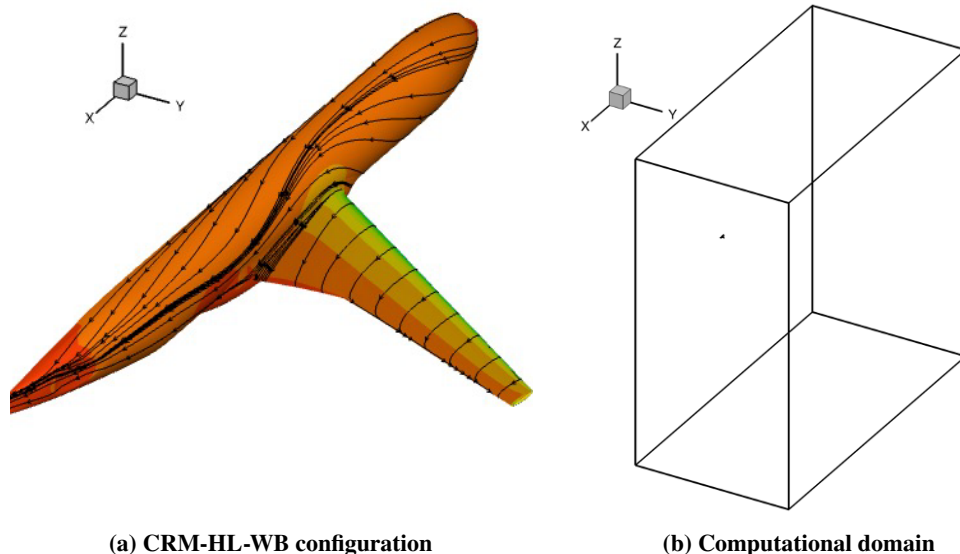 Z
X
Y
Z
X
Y
(a) CRM-HL-WB configuration
(b) Computational domain